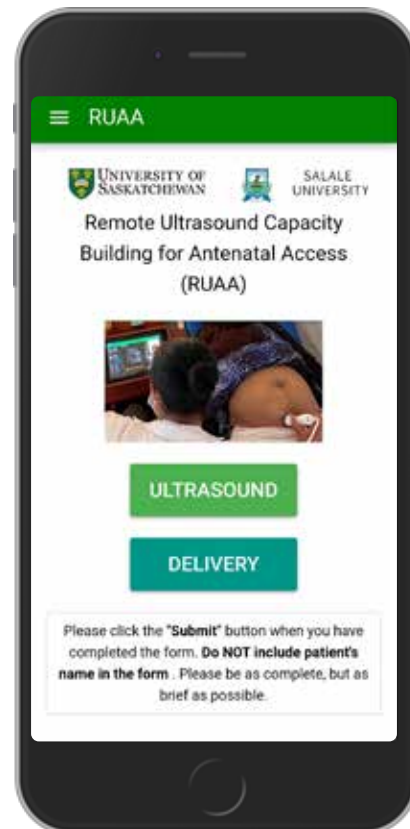 RUAA
UNIVERSITY OF
SASKATCHEWAN
SALALE
UNIVERSITY
Remote Ultrasound Capacity
Building for Antenatal Access
(RUAA)
ULTRASOUND
DELIVERY
Please click the "Submit" button when you have
completed the form. Do NOT include patient's
name in the form . Please be as complete, but as
brief as possible.